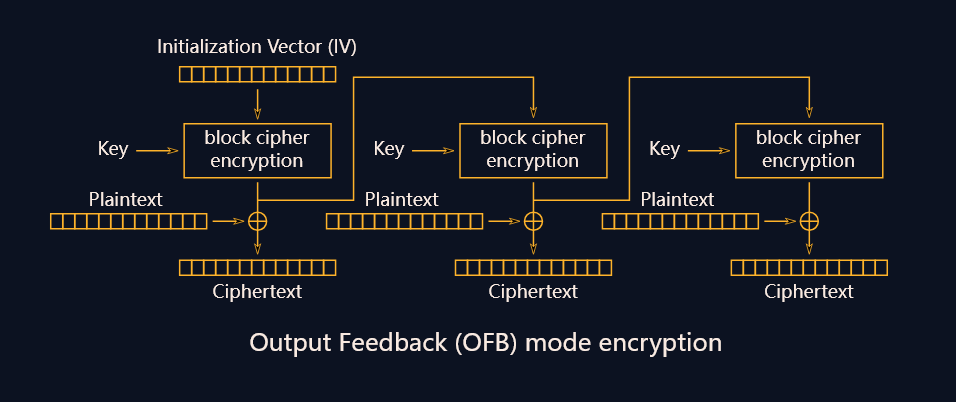 Initialization Vector (IV)
Key
block cipher
encryption
Key
block cipher
encryption
Key
block cipher
encryption
Plaintext
Plaintext
Plaintext
Ciphertext
Ciphertext
Ciphertext
Output Feedback (OFB) mode encryption